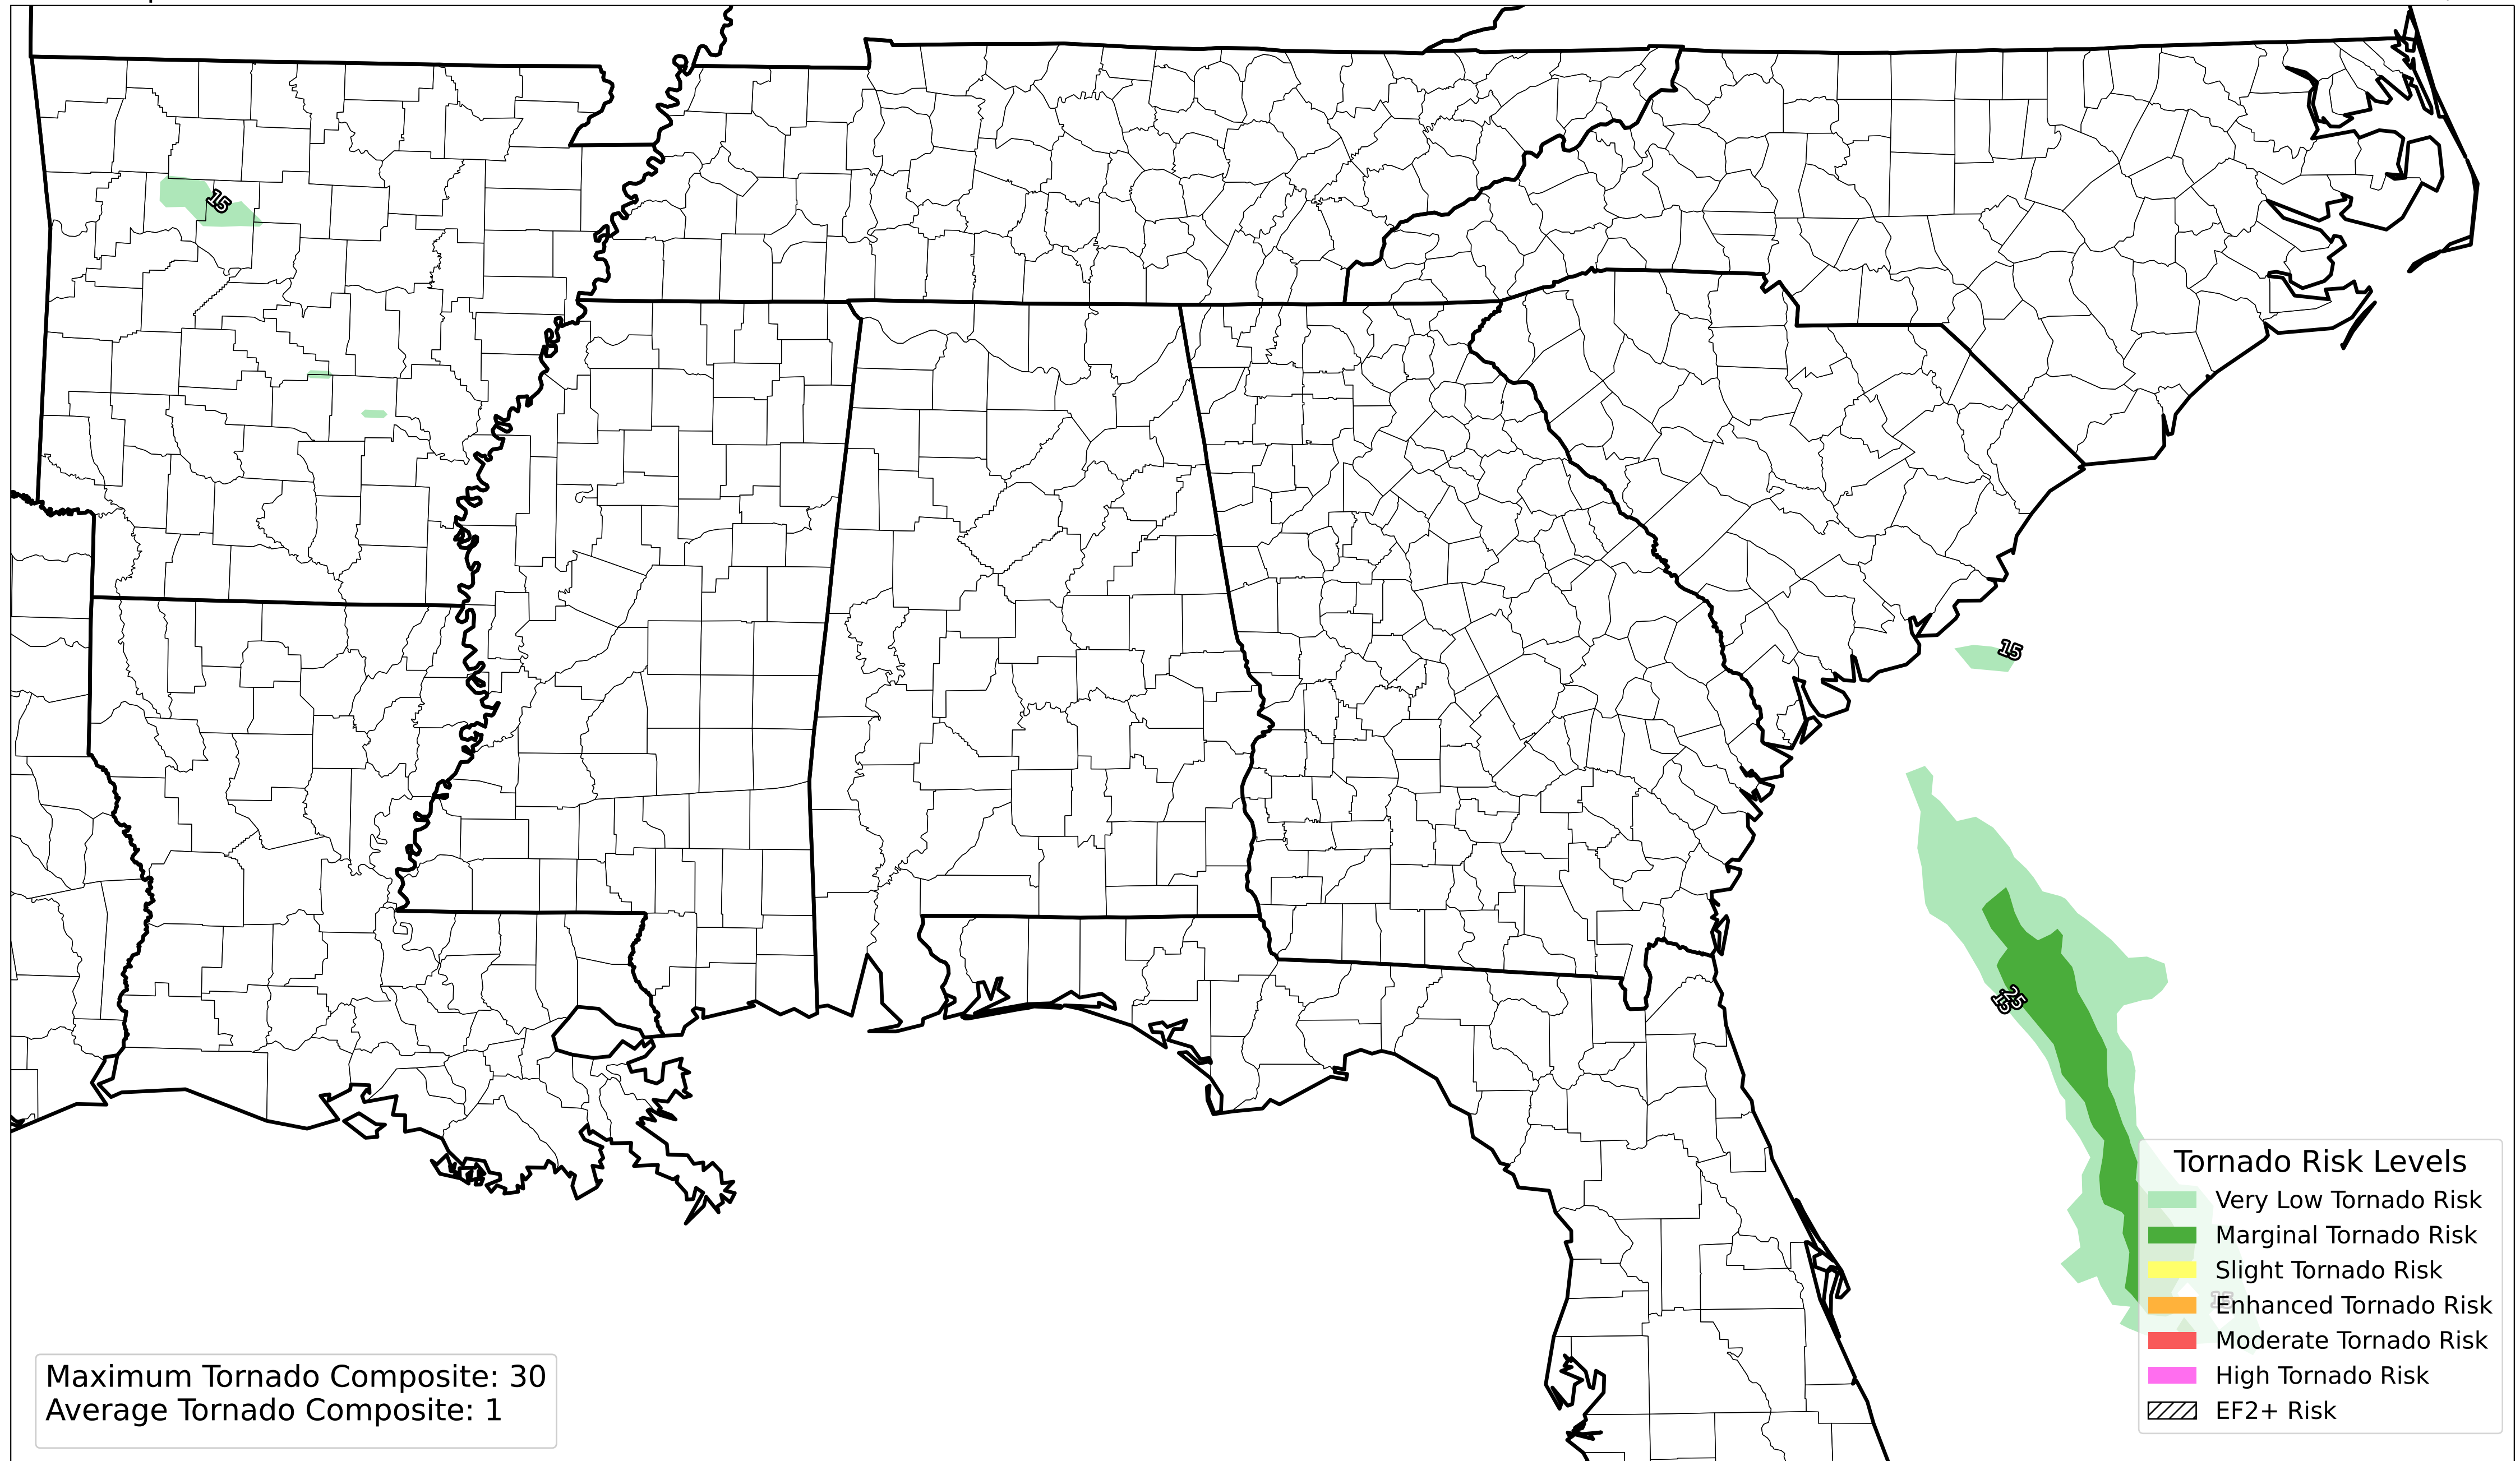 15
15
25
15
Tornado Risk Levels
Very Low Tornado Risk
Marginal Tornado Risk
Slight Tornado Risk
Enhanced Tornado Risk
Moderate Tornado Risk
High Tornado Risk
EF2+ Risk
Maximum Tornado Composite: 30
Average Tornado Composite: 1